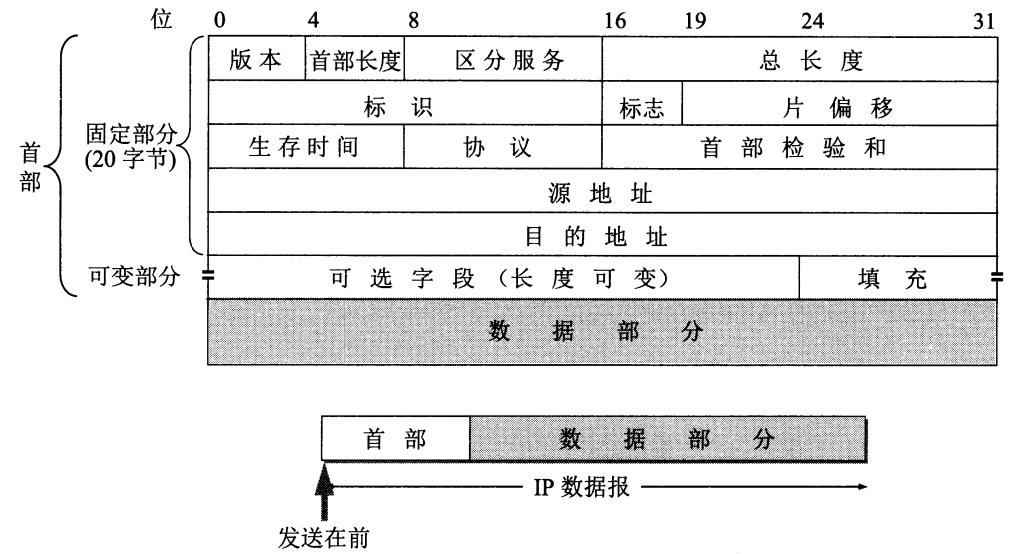 位 0 4 8 16 19 24 31
版本 首部长度 区分服务 总长度
标识 标志 片偏移
固定部分
(20 字节)
首部
生存时间 协议 首部检验和
源地址
目的地址
可变部分 可选字段（长度可变） 填充
数据部分
首部 数据部分
IP 数据报
发送在前